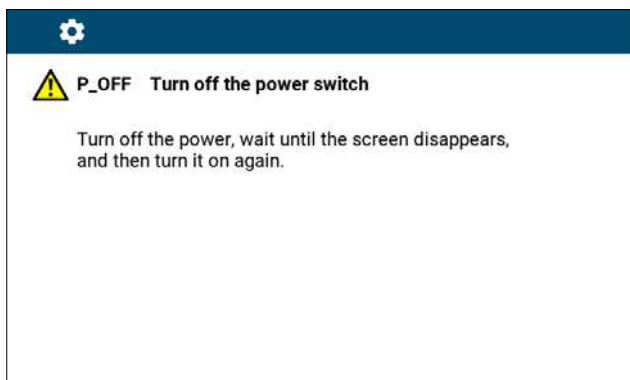 P_OFF Turn off the power switch
Turn off the power, wait until the screen disappears,
and then turn it on again.